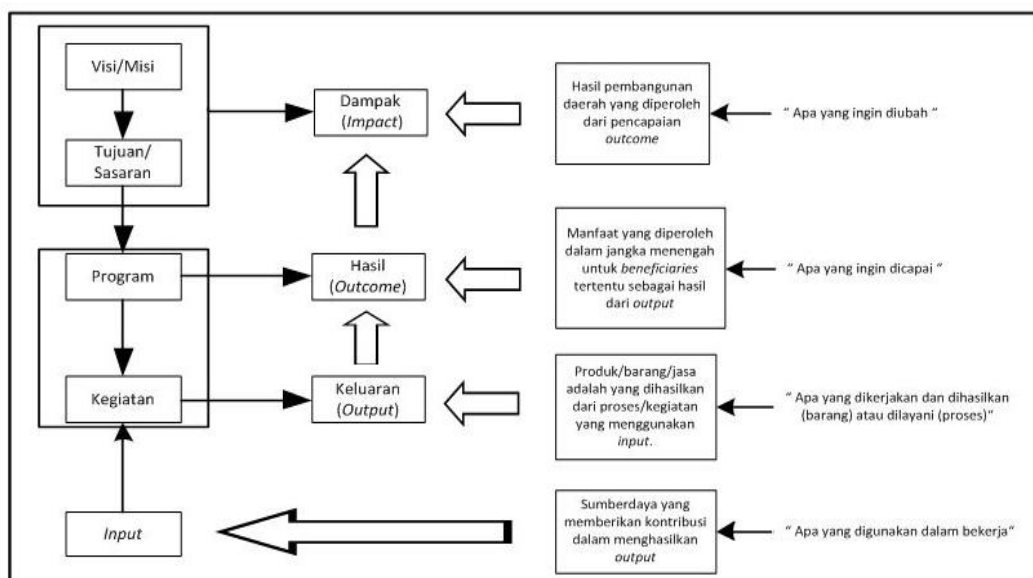 Visi/Misi
Tujuan/
Sasaran
Dampak
(Impact)
Hasil pembangunan
daerah yang diperoleh
dari pencapaian
outcome
“ Apa yang ingin diubah “
Program
Hasil
(Outcome)
Manfaat yang diperoleh
dalam jangka menengah
untuk beneficiaries
tertentu sebagai hasil
dari output
“ Apa yang ingin dicapai “
Kegiatan
Keluaran
(Output)
Produk/barang/jasa
adalah yang dihasilkan
dari proses/kegiatan
yang menggunakan
input.
“ Apa yang dikerjakan dan dihasilkan
(barang) atau dilayani (proses)“
Input
Sumberdaya yang
memberikan kontribusi
dalam menghasilkan
output
“ Apa yang digunakan dalam bekerja“